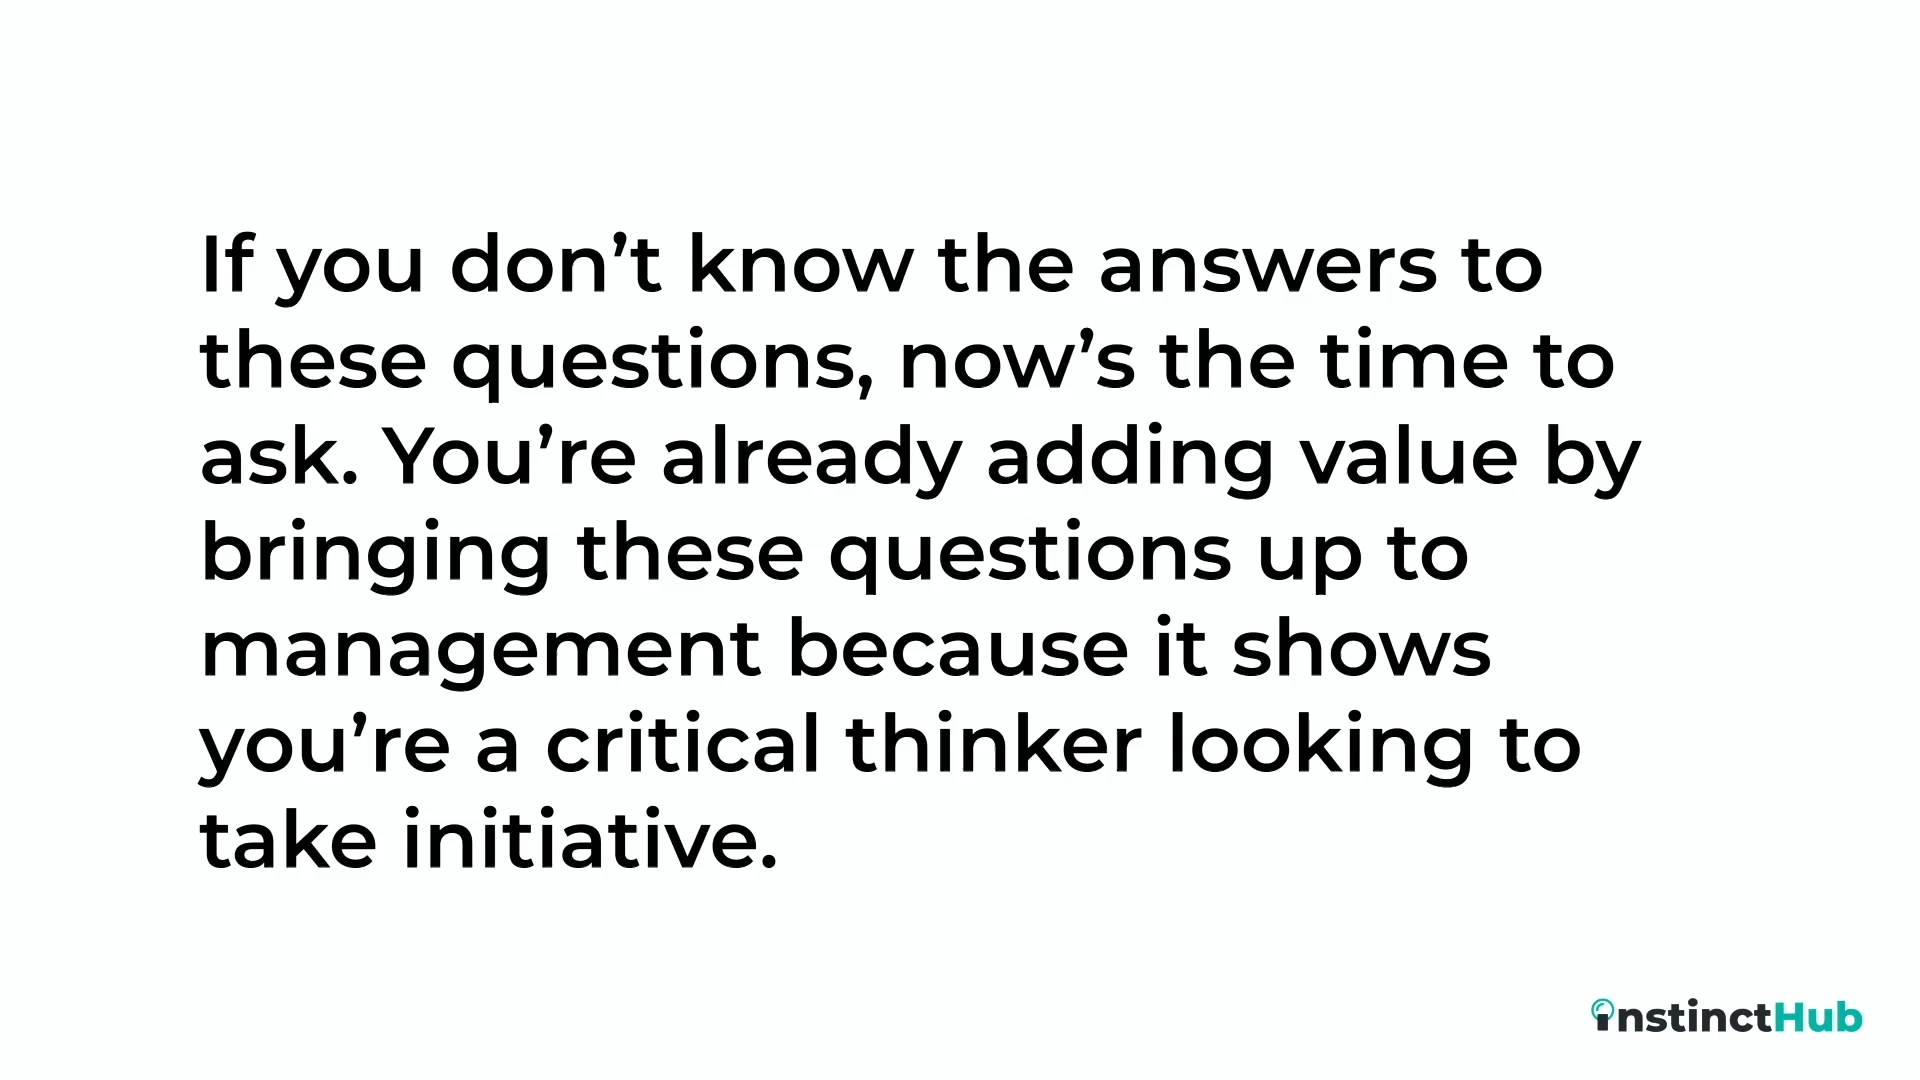 If you don’t know the answers to
these questions, now’s the time to
ask. You’re already adding value by
bringing these questions up to
management because it shows
you’re a critical thinker looking to
take initiative.
instinctHub